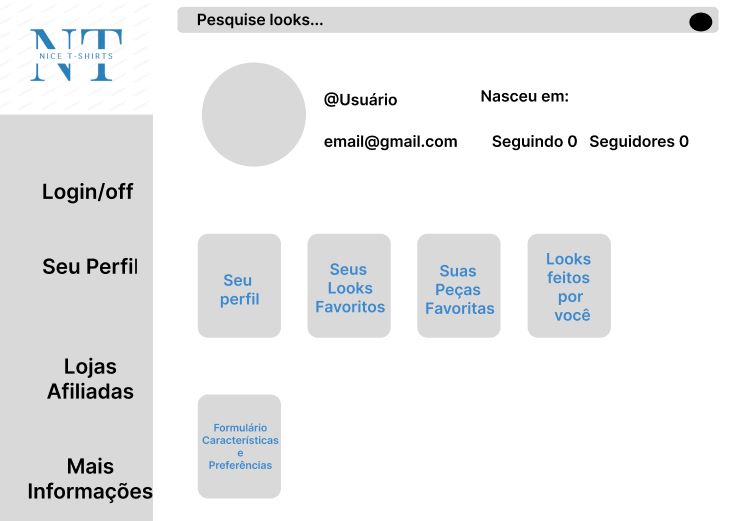 NT
NICE T-SHIRTS
Pesquise looks...
@Usuário
Nasceu em:
email@gmail.com
Seguindo 0
Seguidores 0
Login/off
Seu Perfil
Lojas
Afiliadas
Mais
Informações
Seu
perfil
Seus
Looks
Favoritos
Suas
Peças
Favoritas
Looks
feitos
por
você
Formulário
Características
e
Preferências